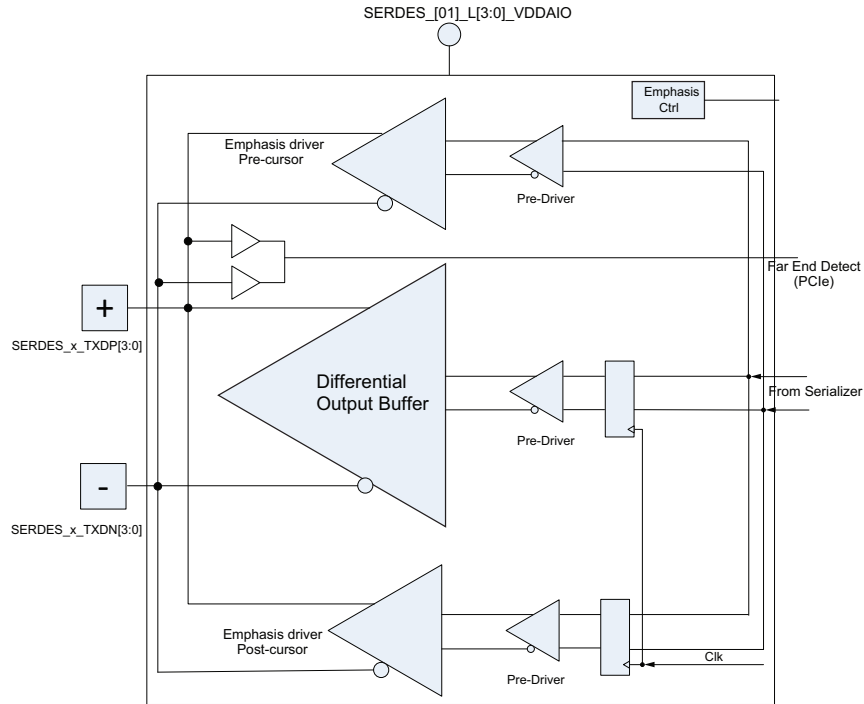 SERDES_[01]_L[3:0]_VDDAIO
Emphasis
Ctrl
Emphasis driver
Pre-cursor
Pre-Driver
Far End Detect
(PCIe)
+
SERDES_x_TXDP[3:0]
Differential
Output Buffer
From Serializer
Pre-Driver
-
SERDES_x_TXDN[3:0]
Emphasis driver
Post-cursor
Clk
Pre-Driver